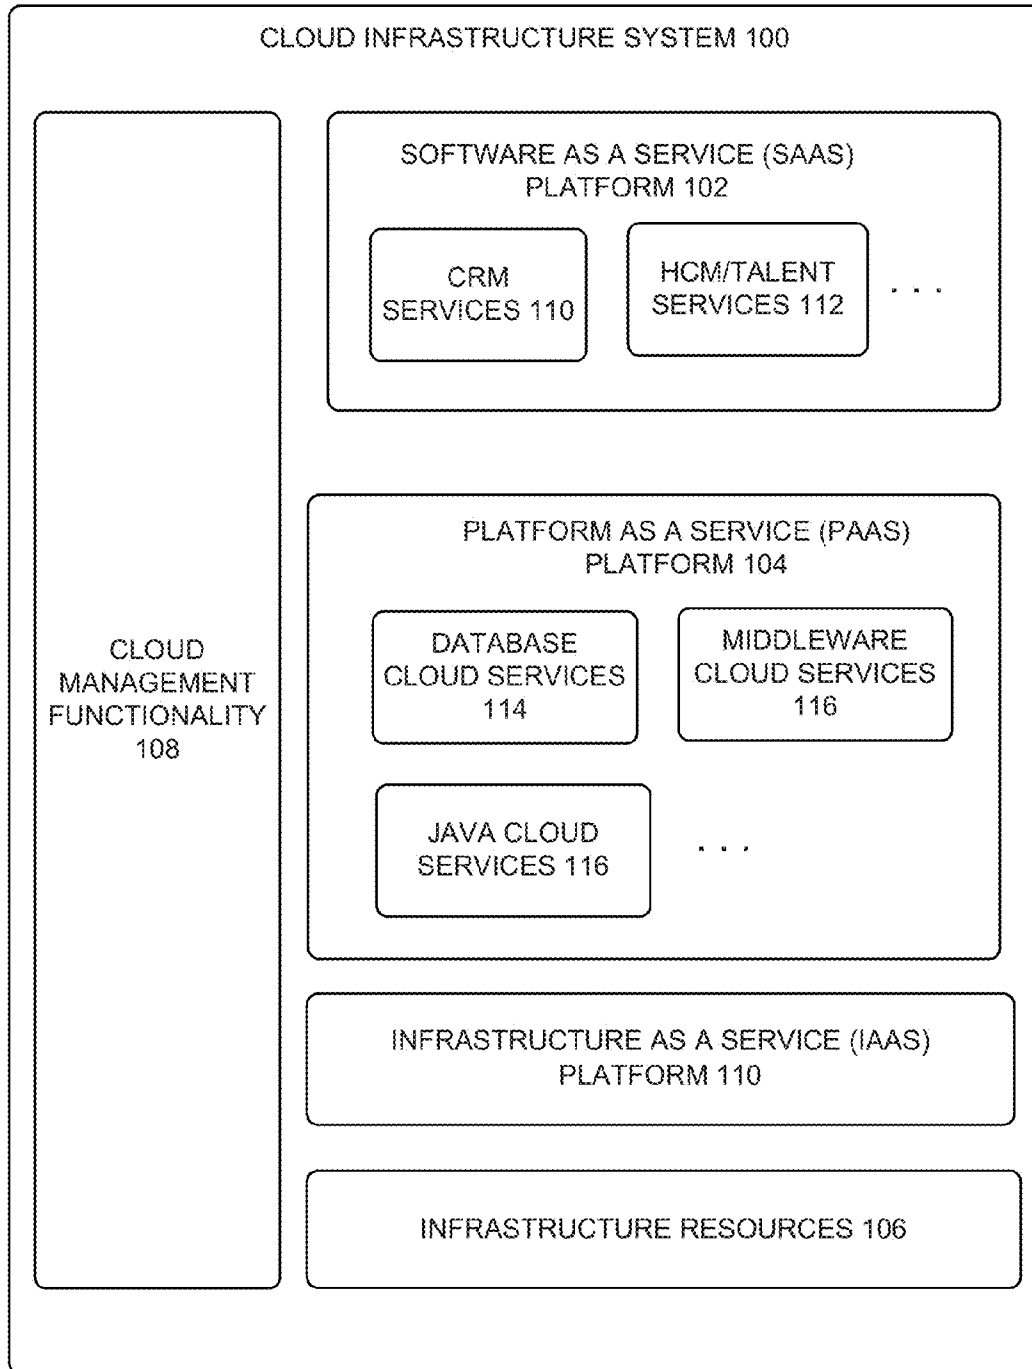 CLOUD INFRASTRUCTURE SYSTEM 100
SOFTWARE AS A SERVICE (SAAS)
PLATFORM 102
CRM
SERVICES 110
HCM/TALENT
SERVICES 112
. . .
PLATFORM AS A SERVICE (PAAS)
PLATFORM 104
DATABASE
CLOUD SERVICES
114
MIDDLEWARE
CLOUD SERVICES
116
JAVA CLOUD
SERVICES 116
. . .
CLOUD
MANAGEMENT
FUNCTIONALITY
108
INFRASTRUCTURE AS A SERVICE (IAAS)
PLATFORM 110
INFRASTRUCTURE RESOURCES 106